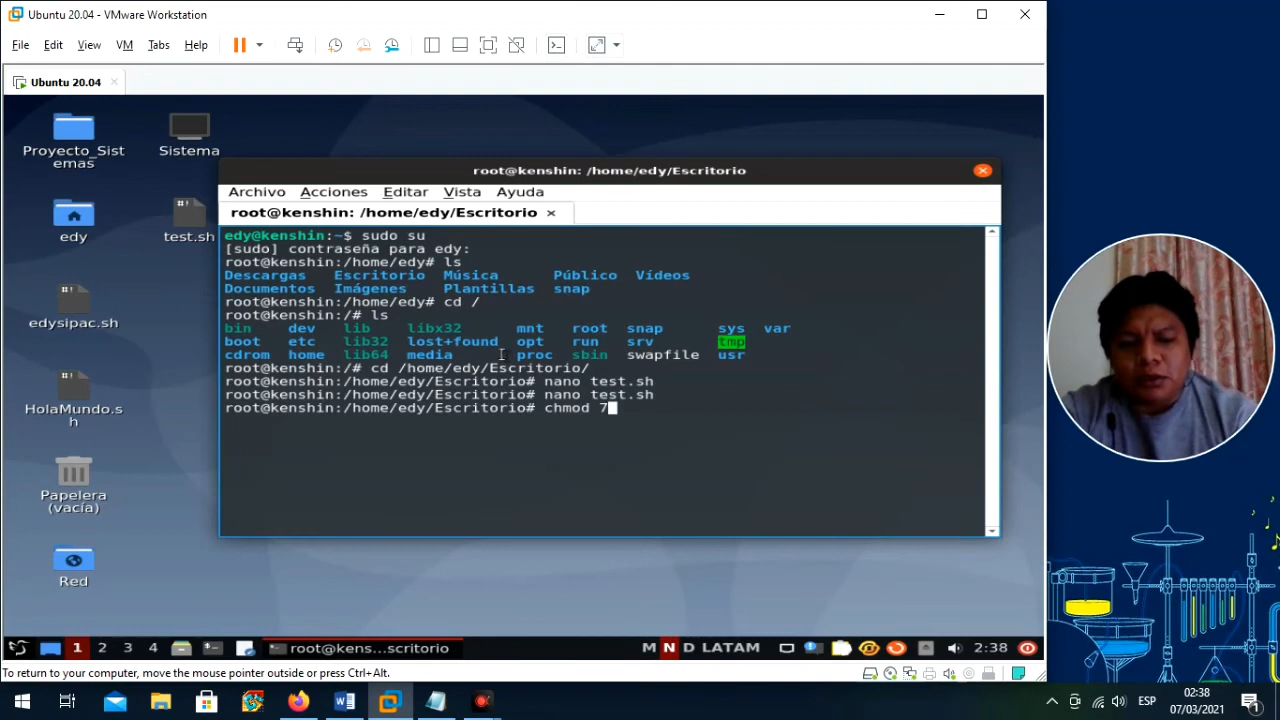 Ubuntu 20.04 - VMware Workstation
File Edit View VM Tabs Help
Ubuntu 20.04
Proyecto_Sist
emas
Sistema
edy
test.sh
edysipac.sh
HolaMundo.s
h
Papelera
(vacía)
Red
root@kenshin: /home/edy/Escritorio
Archivo Acciones Editar Vista Ayuda
root@kenshin: /home/edy/Escritorio
edy@kenshin:~$ sudo su
[sudo] contraseña para edy:
root@kenshin:/home/edy# ls
Descargas Escritorio Música Público Vídeos
Documentos Imágenes Plantillas snap
root@kenshin:/home/edy# cd /
root@kenshin:/# ls
bin dev lib libx32 mnt root snap sys var
boot etc lib32 lost+found opt run srv tmp
cdrom home lib64 media proc sbin swapfile usr
root@kenshin:/# cd /home/edy/Escritorio/
root@kenshin:/home/edy/Escritorio# nano test.sh
root@kenshin:/home/edy/Escritorio# nano test.sh
root@kenshin:/home/edy/Escritorio# chmod 7
1 2 3 4 root@kens...scritorio M N D LATAM 2:38
To return to your computer, move the mouse pointer outside or press Ctrl+Alt.
ESP
02:38
07/03/2021